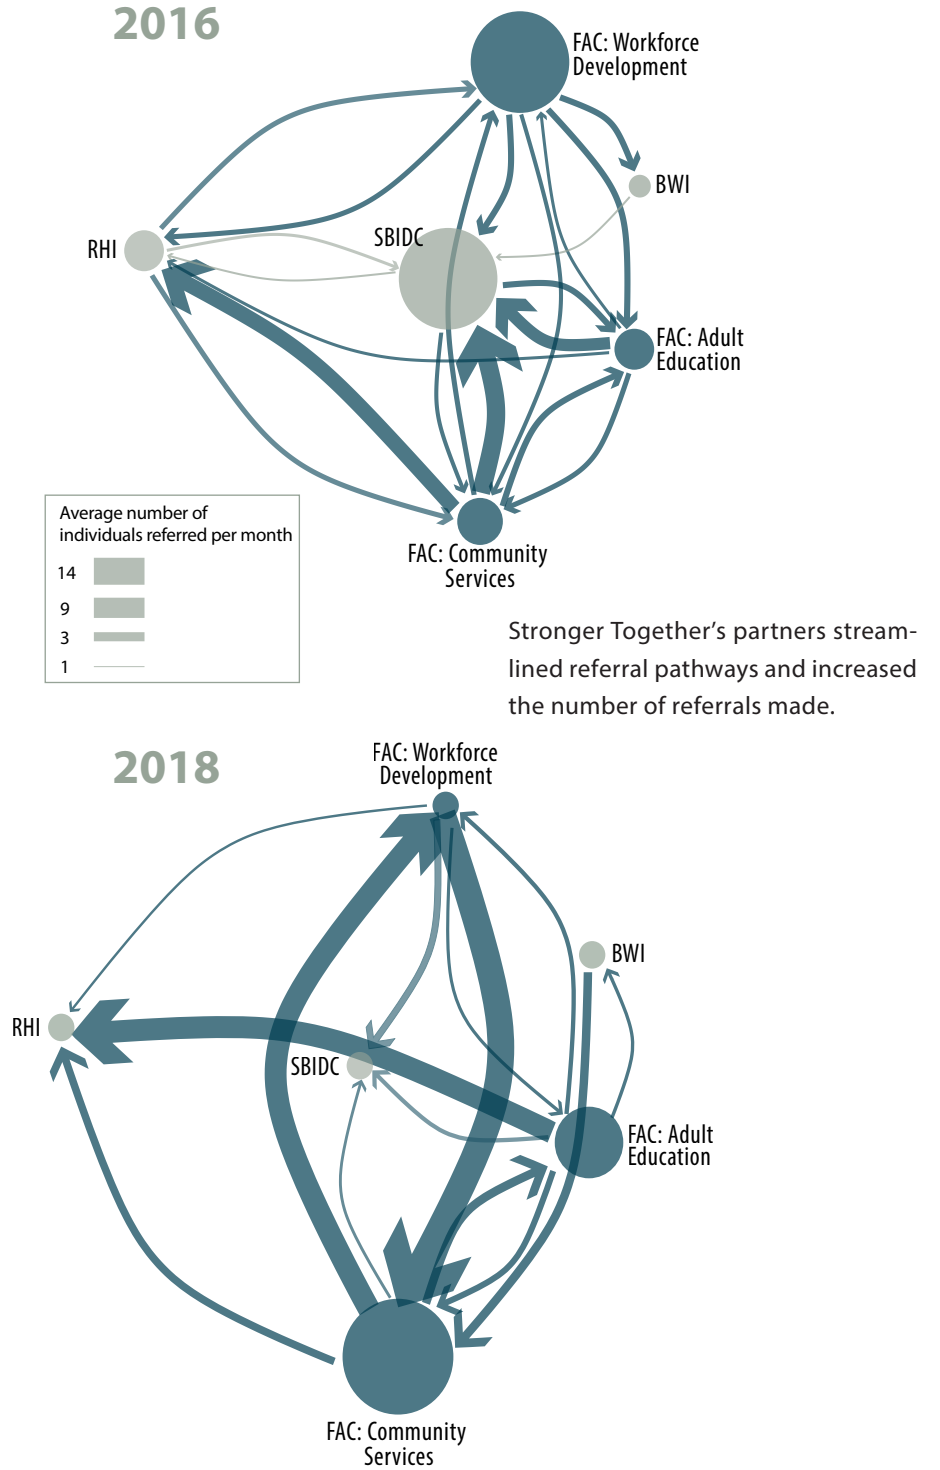 2016
FAC: Workforce
Development
BWI
SBIDC
RHI
FAC: Adult
Education
Average number of
individuals referred per month
14
9
3
1
FAC: Community
Services
Stronger Together’s partners stream-
lined referral pathways and increased
the number of referrals made.
2018
FAC: Workforce
Development
BWI
RHI
SBIDC
FAC: Adult
Education
FAC: Community
Services